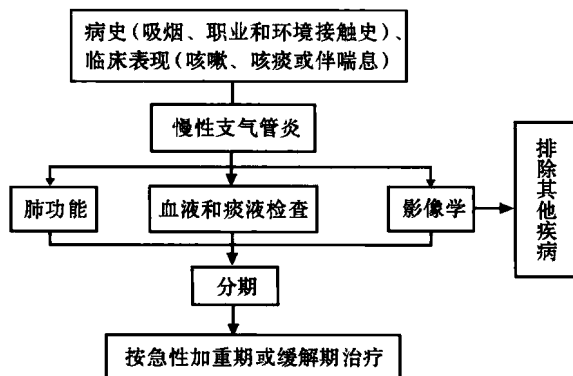 病史(吸烟、职业和环境接触史)、
临床表现(咳嗽、咳痰或伴喘息)
慢性支气管炎
肺功能
血液和痰液检查
影像学
排除其他疾病
分期
按急性加重期或缓解期治疗